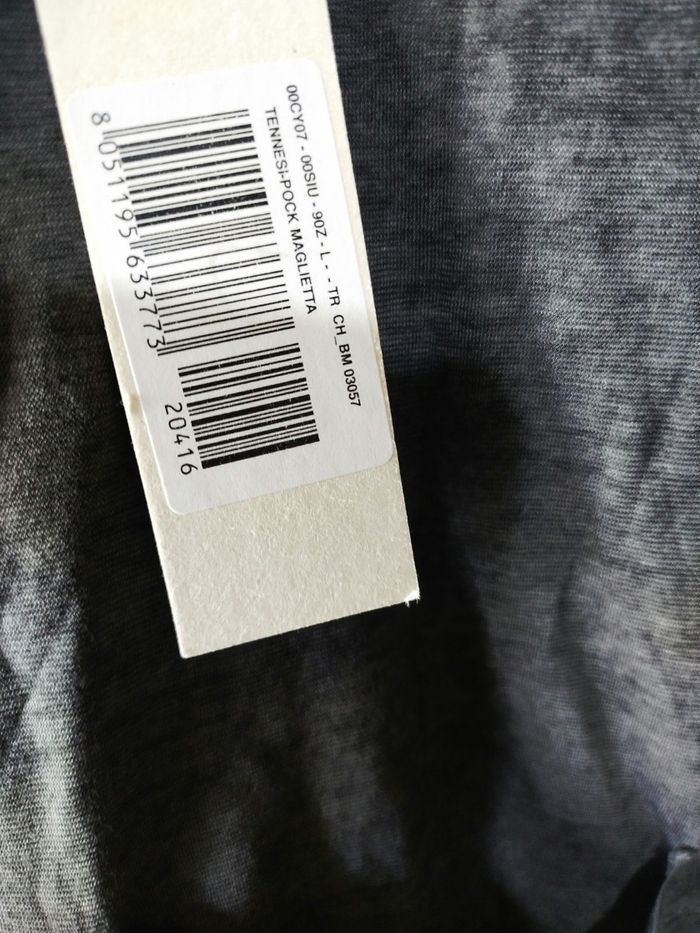 00CY07 - 00SIU - 90Z - L - - TR CH_BM 03057
TENNESI-POCK MAGLIETTA
8 051195 633773
20416